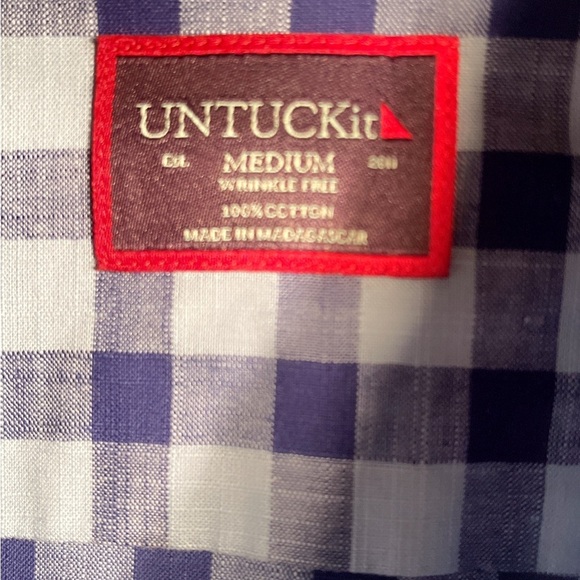 UNTUCKit
Est. MEDIUM 2011
WRINKLE FREE
100% COTTON
MADE IN MADAGASCAR